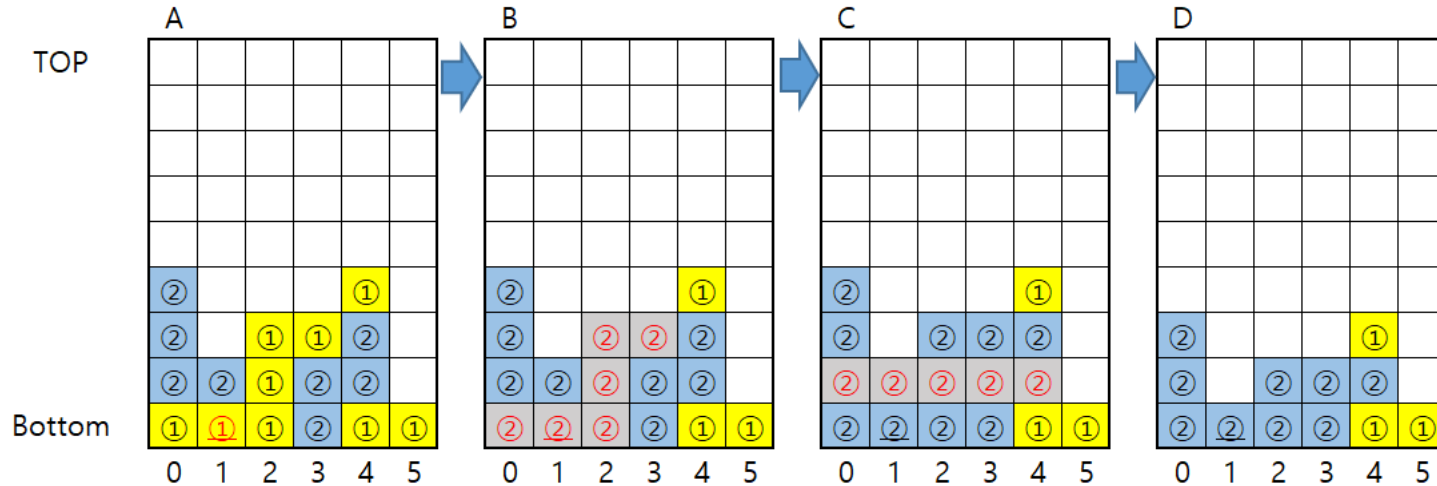 A B C D
TOP
② ① ② ① ② ①
② ① ① ② ② ② ② ② ② ② ② ② ② ② ①
② ② ① ② ② ② ② ② ② ② ② ② ② ② ② ② ② ② ②
Bottom ① ① ① ② ① ① ② ② ② ② ① ① ② ② ② ② ① ① ② ② ② ② ① ①
0 1 2 3 4 5 0 1 2 3 4 5 0 1 2 3 4 5 0 1 2 3 4 5